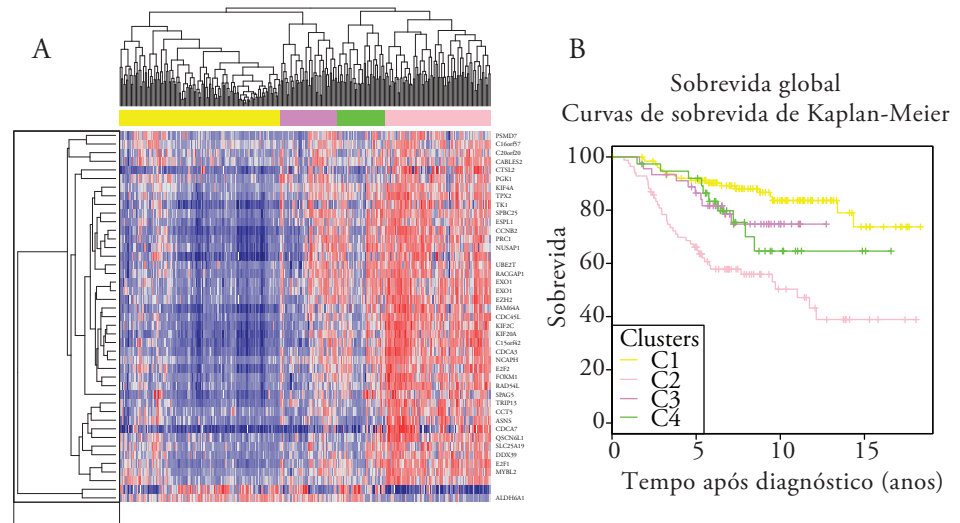 A
PSMD7
C16orf57
C20orf20
CABLES2
CTSL2
PGK1
KIF4A
TPX2
TK1
SPBC25
ESPL1
CCNB2
PRC1
NUSAP1
UBE2T
RACGAP1
EXO1
EXO1
EZH2
FAM64A
CDC45L
KIF2C
KIF20A
C15orf42
CDCA5
NCAPH
E2F2
FOXM1
RAD54L
SPAG5
TRIP13
CCT5
ASNS
CDCA7
QSCN6L1
SLC25A19
DDX39
E2F1
MYBL2
ALDH6A1
B
Sobrevida global
Curvas de sobrevida de Kaplan-Meier
Sobrevida
100
80
60
40
20
0
Clusters
C1
C2
C3
C4
0 5 10 15
Tempo após diagnóstico (anos)